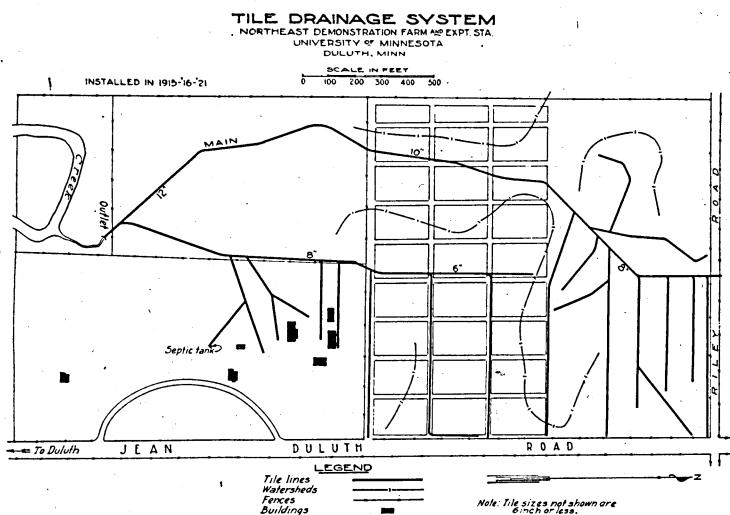 TILE DRAINAGE SYSTEM
NORTHEAST DEMONSTRATION FARM AND EXPT. STA.
UNIVERSITY OF MINNESOTA
DULUTH, MINN
SCALE IN FEET
0 100 200 300 400 500
INSTALLED IN 1915-'16-'21
MAIN
10"
Creek
12"
Outlet
8"
6"
8"
RILEY ROAD
Septic tank
To Duluth
JEAN DULUTH ROAD
LEGEND
Tile lines
Watersheds
Fences
Buildings
N
Note: Tile sizes not shown are
6 inch or less.